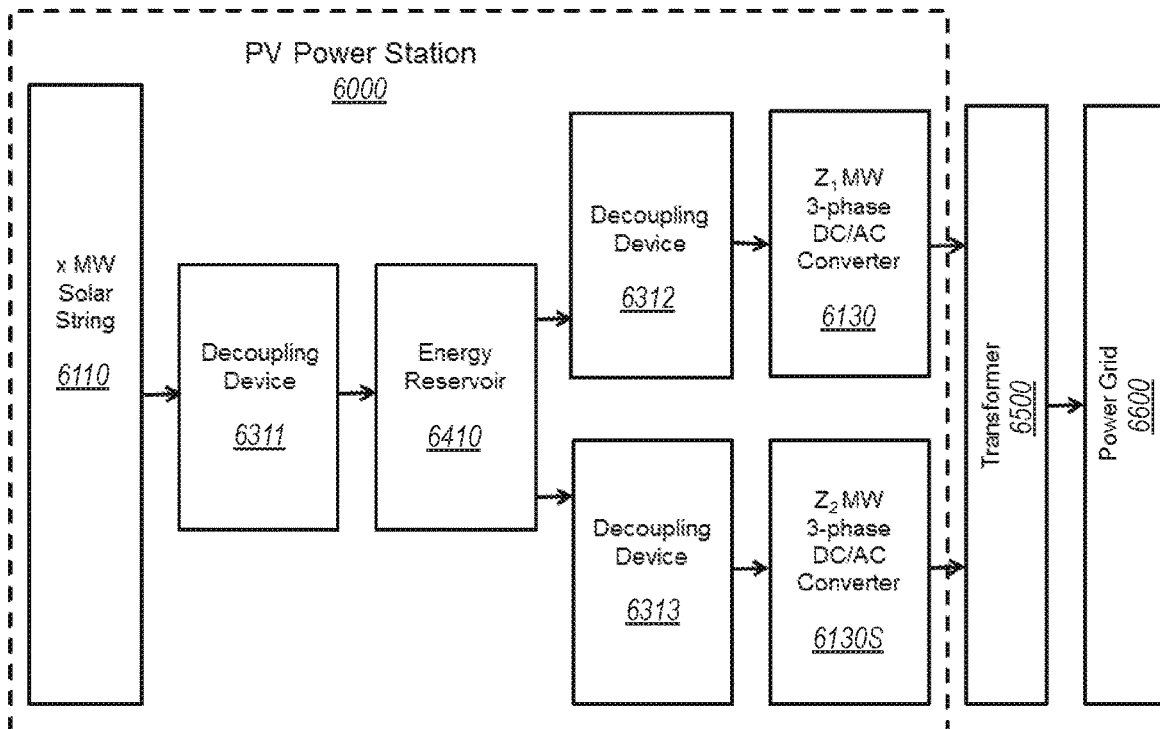 PV Power Station
6000
x MW
Solar
String
6110
Decoupling
Device
6311
Energy
Reservoir
6410
Decoupling
Device
6312
Z₁ MW
3-phase
DC/AC
Converter
6130
Decoupling
Device
6313
Z₂ MW
3-phase
DC/AC
Converter
6130S
Transformer
6500
Power Grid
6600